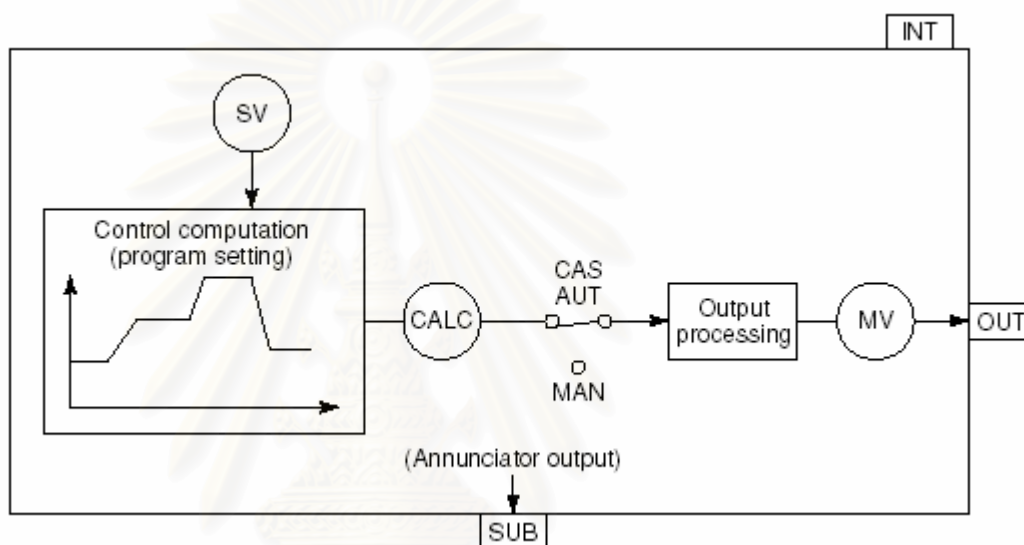 INT
SV
Control computation
(program setting)
CAS
AUT
CALC
Output
processing
MV
OUT
MAN
(Annunciator output)
SUB